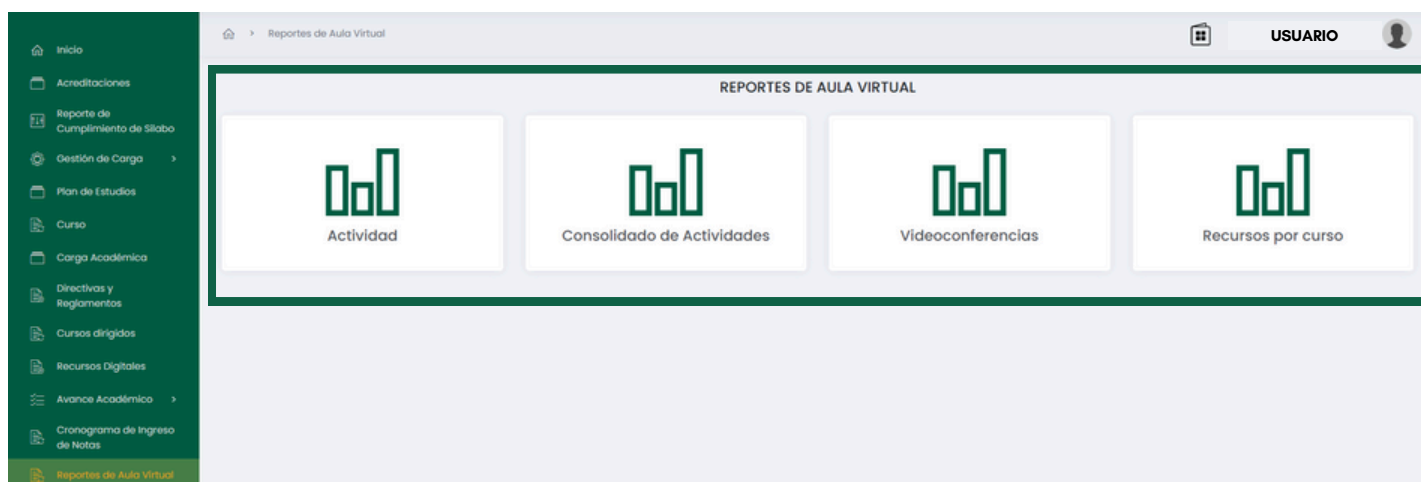 Inicio
Acreditaciones
Reporte de
Cumplimiento de Silabo
Gestión de Carga >
Plan de Estudios
Curso
Carga Académica
Directivas y
Reglamentos
Cursos dirigidos
Recursos Digitales
Avance Académico >
Cronograma de Ingreso
de Notas
Reportes de Aula Virtual
> Reportes de Aula Virtual
USUARIO
REPORTES DE AULA VIRTUAL
Actividad
Consolidado de Actividades
Videoconferencias
Recursos por curso